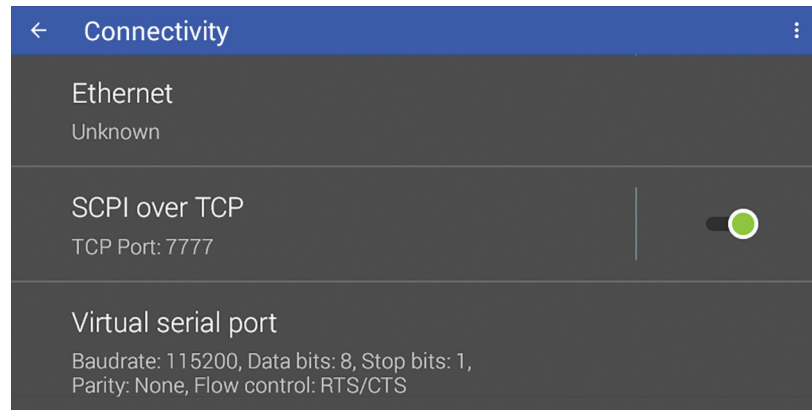 Connectivity
Ethernet
Unknown
SCPI over TCP
TCP Port: 7777
Virtual serial port
Baudrate: 115200, Data bits: 8, Stop bits: 1,
Parity: None, Flow control: RTS/CTS